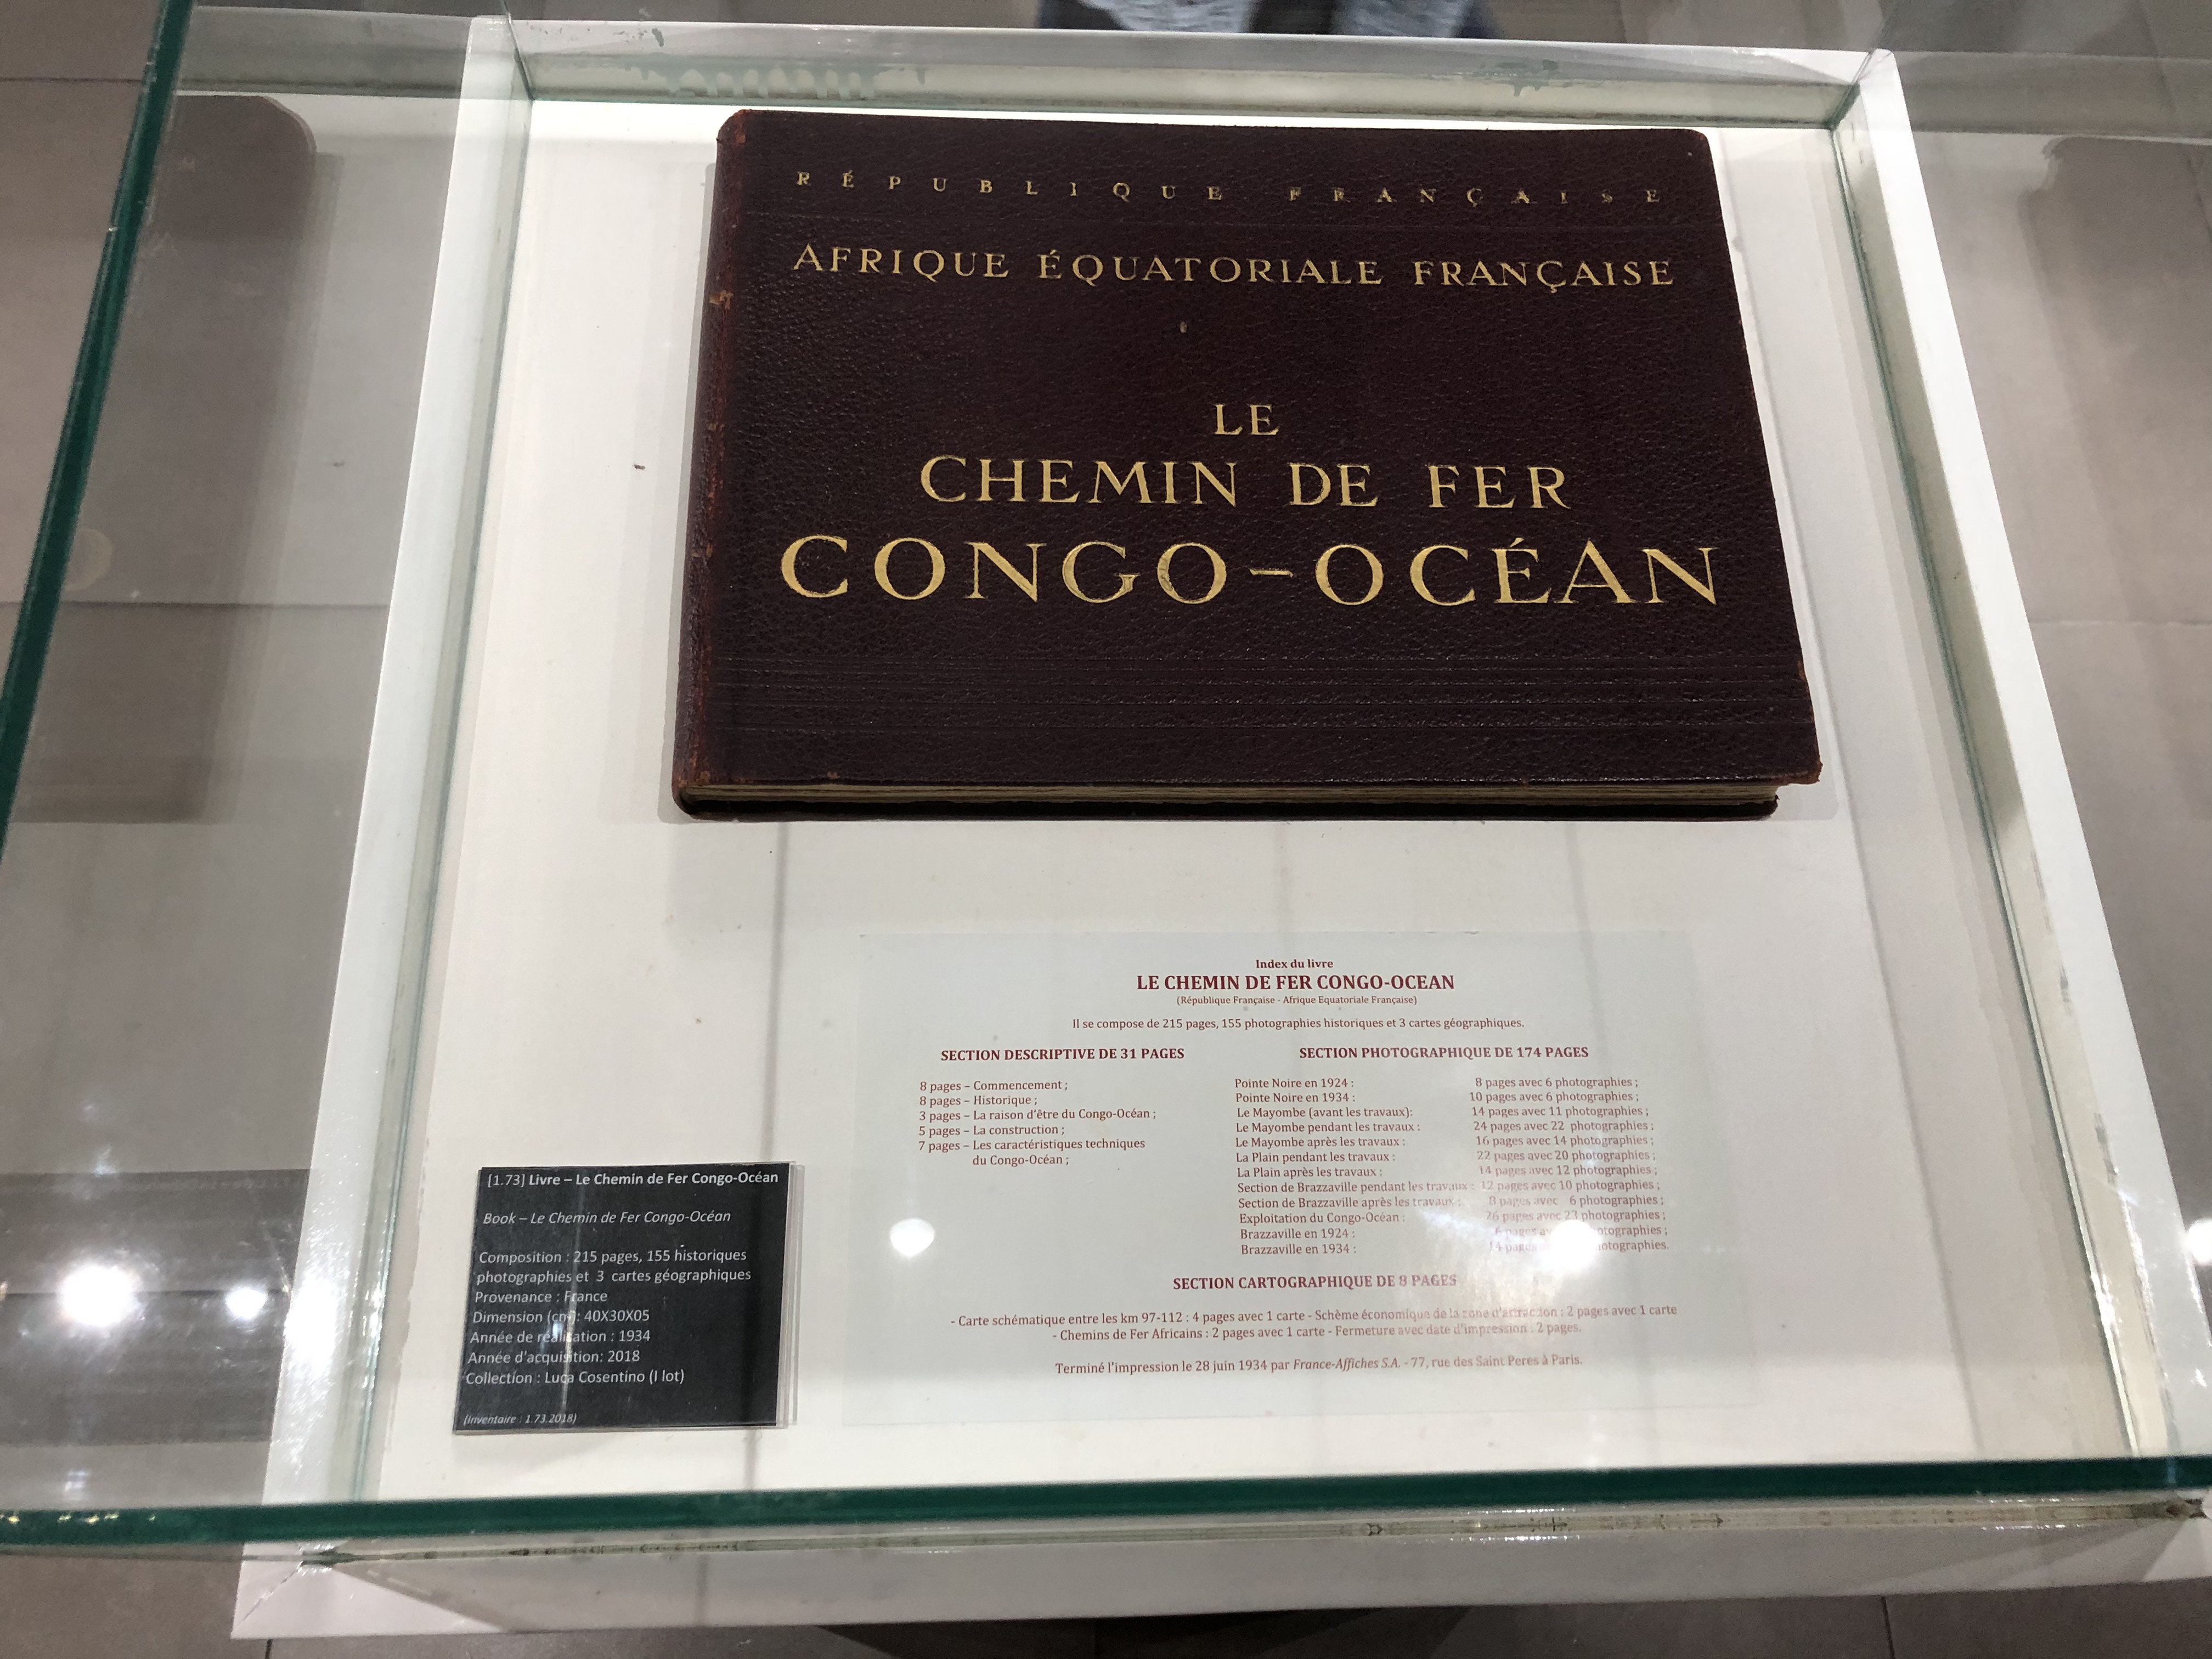 RÉPUBLIQUE FRANÇAISE
AFRIQUE ÉQUATORIALE FRANÇAISE
LE
CHEMIN DE FER
CONGO-OCÉAN
Index du livre
LE CHEMIN DE FER CONGO-OCEAN
(République Française - Afrique Equatoriale Française)
Il se compose de 215 pages, 155 photographies historiques et 3 cartes géographiques.
SECTION DESCRIPTIVE DE 31 PAGES
8 pages – Commencement ;
8 pages – Historique ;
3 pages – La raison d'être du Congo-Océan ;
5 pages – La construction ;
7 pages – Les caractéristiques techniques
du Congo-Océan ;
SECTION PHOTOGRAPHIQUE DE 174 PAGES
Pointe Noire en 1924 : 8 pages avec 6 photographies ;
Pointe Noire en 1934 : 10 pages avec 6 photographies ;
Le Mayombe (avant les travaux): 14 pages avec 11 photographies ;
Le Mayombe pendant les travaux : 24 pages avec 22 photographies ;
Le Mayombe après les travaux : 16 pages avec 14 photographies ;
La Plain pendant les travaux : 22 pages avec 20 photographies ;
La Plain après les travaux : 14 pages avec 12 photographies ;
Section de Brazzaville pendant les travaux : 12 pages avec 10 photographies ;
Section de Brazzaville après les travaux : 8 pages avec 6 photographies ;
Exploitation du Congo-Océan : 26 pages avec 23 photographies ;
Brazzaville en 1924 : 6 pages
Brazzaville en 1934 : 14 pages
SECTION CARTOGRAPHIQUE DE 8 PAGES
- Carte schématique entre les km 97-112 : 4 pages avec 1 carte - Schème économique de la zone d'attraction : 2 pages avec 1 carte
- Chemins de Fer Africains : 2 pages avec 1 carte - Fermeture avec date d'impression : 2 pages.
Terminé l'impression le 28 juin 1934 par France-Affiches S.A. - 77, rue des Saint Peres à Paris.
[1.73] Livre – Le Chemin de Fer Congo-Océan
Book – Le Chemin de Fer Congo-Océan
Composition : 215 pages, 155 historiques
photographies et 3 cartes géographiques
Provenance : France
Dimension (cm): 40X30X05
Année de réalisation : 1934
Année d'acquisition: 2018
Collection : Luca Cosentino (I lot)
(Inventaire : 1.73.2018)